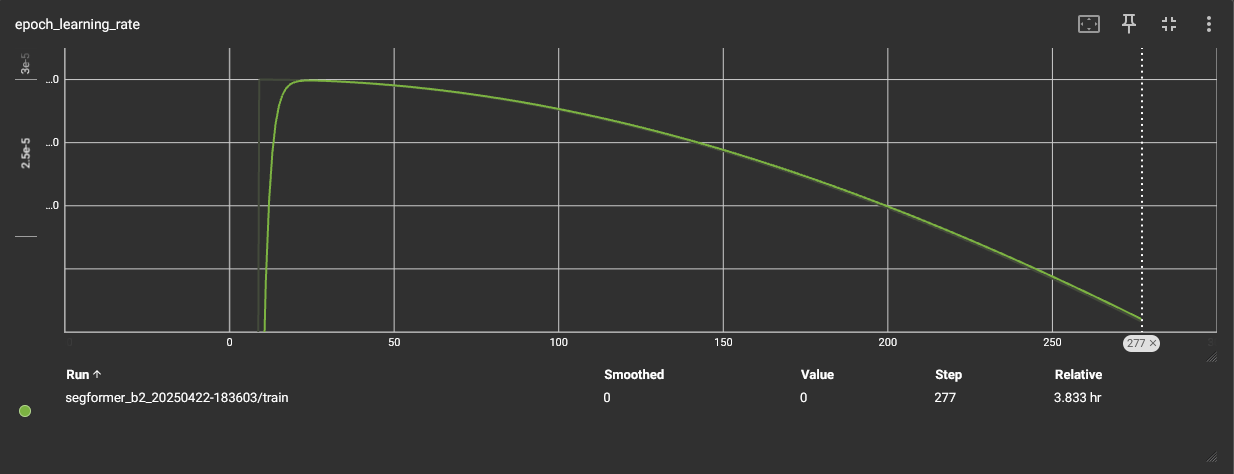 epoch_learning_rate
3e-5
...0
...0
2.5e-5
...0
0 50 100 150 200 250
277 ×
Run ↑ Smoothed Value Step Relative
segformer_b2_20250422-183603/train 0 0 277 3.833 hr